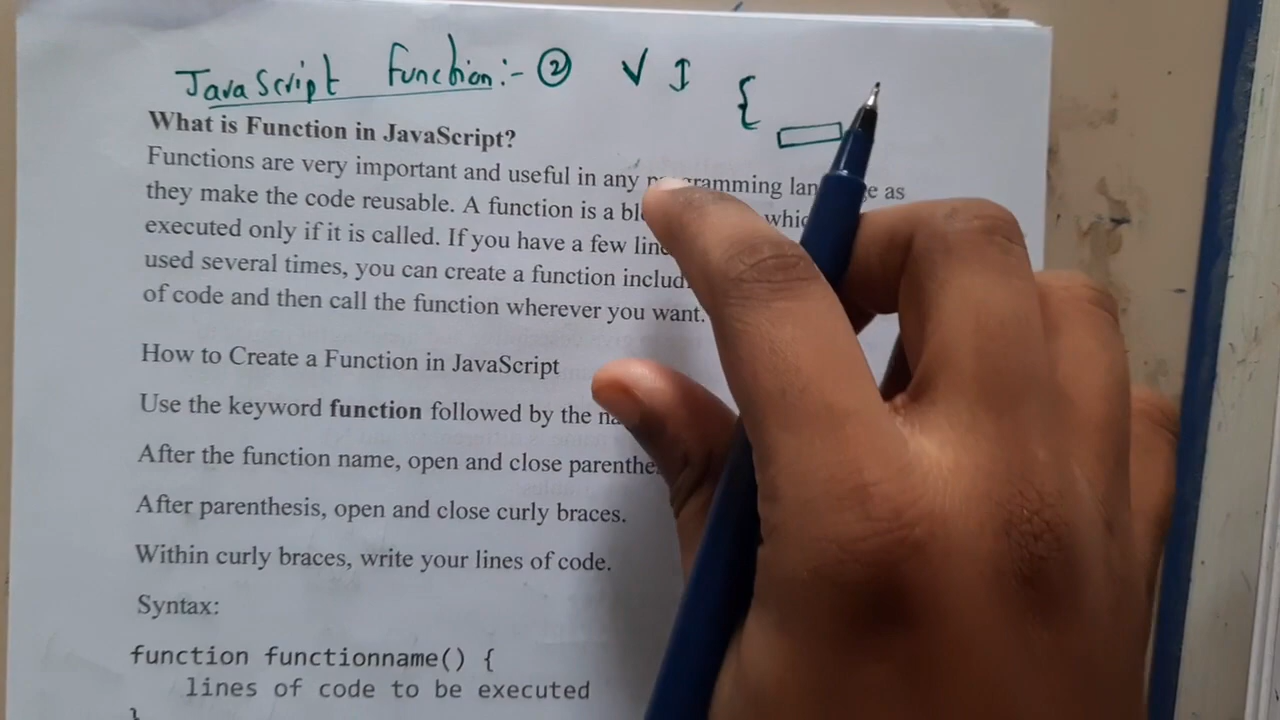 JavaScript Function:- ② V I {
What is Function in JavaScript?
Functions are very important and useful in any programming language as
they make the code reusable. A function is a
executed only if it is called. If you have a few
used several times, you can create a function
of code and then call the function wherever you want.
How to Create a Function in JavaScript
Use the keyword function followed by the
After the function name, open and close
After parenthesis, open and close curly braces.
Within curly braces, write your lines of code.
Syntax:
function functionname() {
lines of code to be executed
}